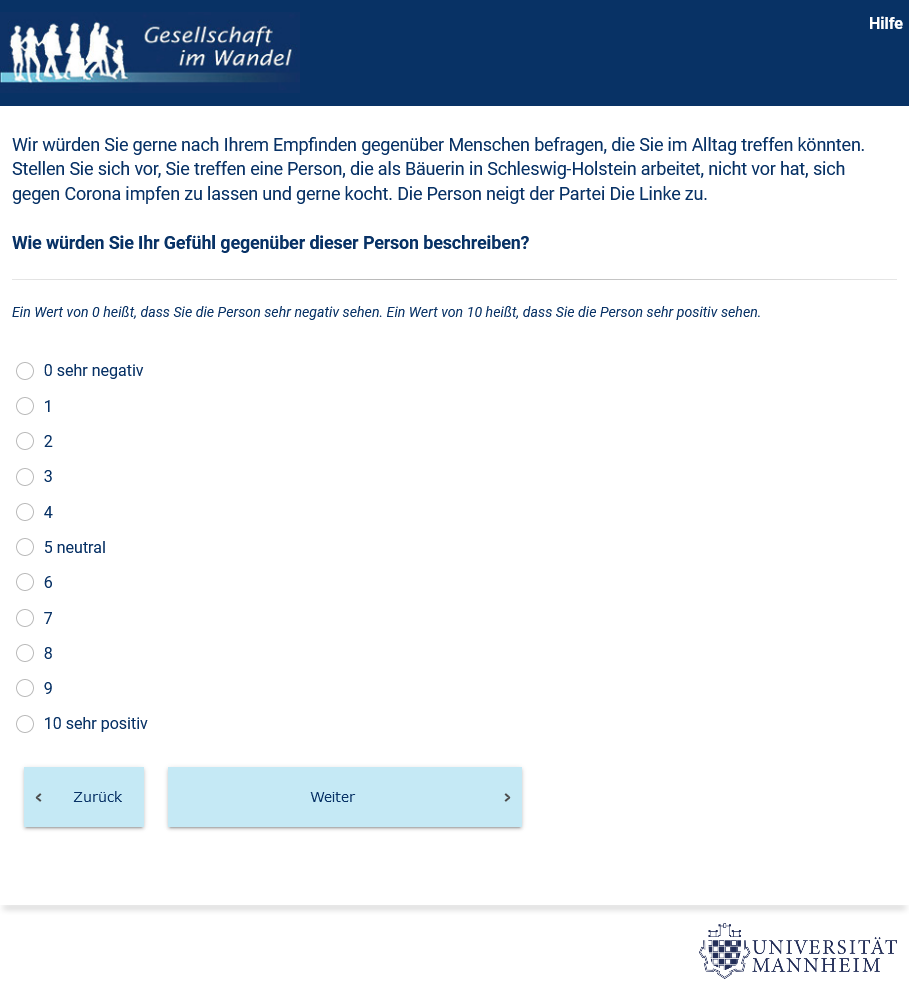 Gesellschaft
im Wandel
Hilfe
Wir würden Sie gerne nach Ihrem Empfinden gegenüber Menschen befragen, die Sie im Alltag treffen könnten.
Stellen Sie sich vor, Sie treffen eine Person, die als Bäuerin in Schleswig-Holstein arbeitet, nicht vor hat, sich
gegen Corona impfen zu lassen und gerne kocht. Die Person neigt der Partei Die Linke zu.
Wie würden Sie Ihr Gefühl gegenüber dieser Person beschreiben?
Ein Wert von 0 heißt, dass Sie die Person sehr negativ sehen. Ein Wert von 10 heißt, dass Sie die Person sehr positiv sehen.
0 sehr negativ
1
2
3
4
5 neutral
6
7
8
9
10 sehr positiv
Zurück
Weiter
UNIVERSITÄT
MANNHEIM